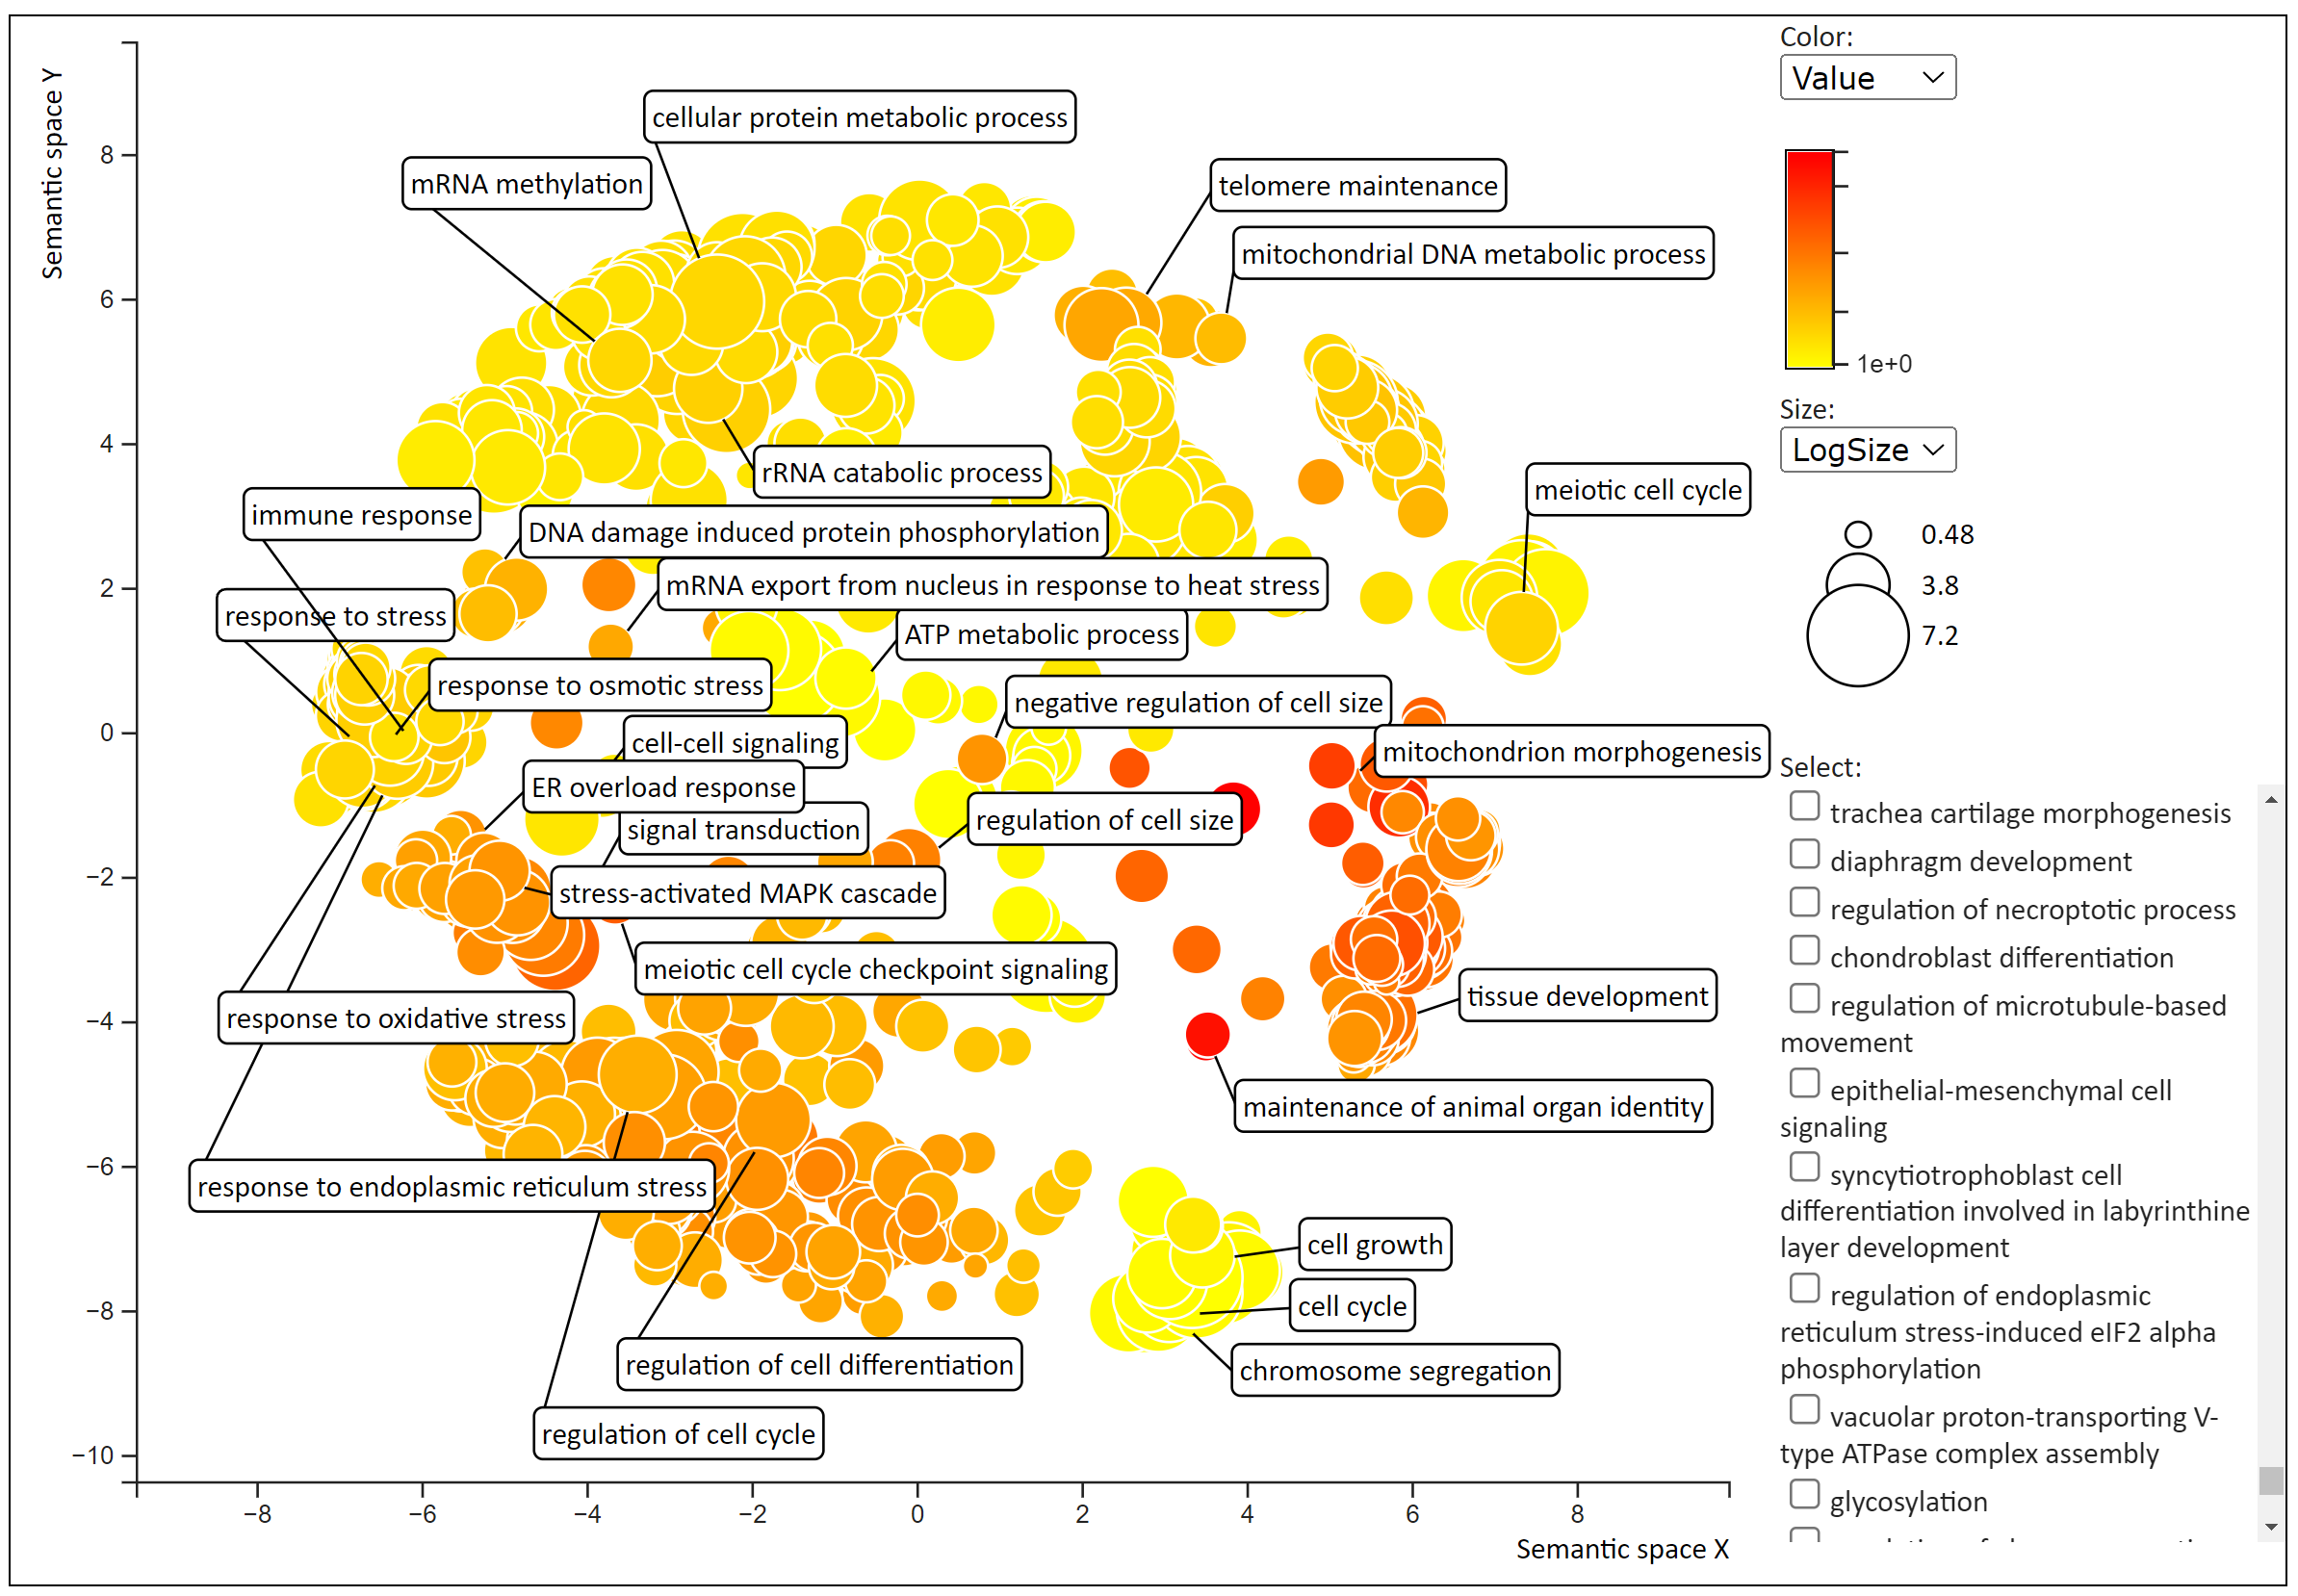 Semantic space Y
8
6
4
2
0
−2
−4
−6
−8
−10
−8
−6
−4
−2
0
2
4
6
8
Semantic space X
cellular protein metabolic process
mRNA methylation
telomere maintenance
mitochondrial DNA metabolic process
rRNA catabolic process
meiotic cell cycle
immune response
DNA damage induced protein phosphorylation
mRNA export from nucleus in response to heat stress
response to stress
ATP metabolic process
response to osmotic stress
negative regulation of cell size
cell-cell signaling
mitochondrion morphogenesis
ER overload response
signal transduction
regulation of cell size
stress-activated MAPK cascade
meiotic cell cycle checkpoint signaling
tissue development
response to oxidative stress
maintenance of animal organ identity
response to endoplasmic reticulum stress
cell growth
cell cycle
regulation of cell differentiation
chromosome segregation
regulation of cell cycle
Color:
Value
1e+0
Size:
LogSize
0.48
3.8
7.2
Select:
trachea cartilage morphogenesis
diaphragm development
regulation of necroptotic process
chondroblast differentiation
regulation of microtubule-based
movement
epithelial-mesenchymal cell
signaling
syncytiotrophoblast cell
differentiation involved in labyrinthine
layer development
regulation of endoplasmic
reticulum stress-induced eIF2 alpha
phosphorylation
vacuolar proton-transporting V-
type ATPase complex assembly
glycosylation